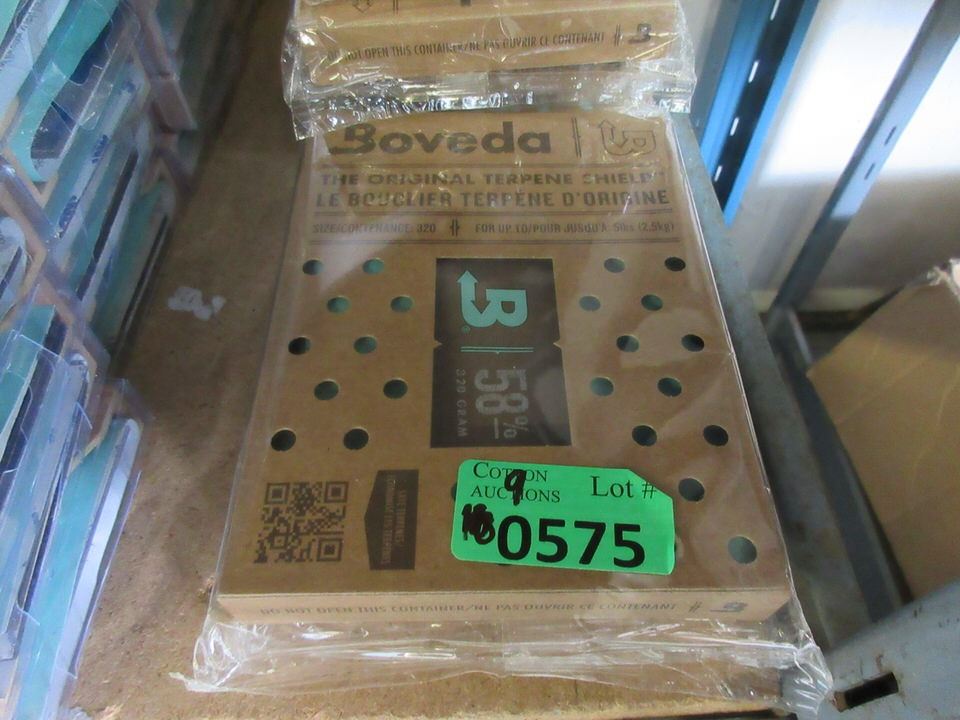 DO NOT OPEN THIS CONTAINER/NE PAS OUVRIR CE CONTENANT
Boveda
THE ORIGINAL TERPENE SHIELD™
LE BOUCLIER TERPÈNE D'ORIGINE
SIZE/CONTENANCE: 320
FOR UP TO/POUR JUSQU'À: 5lbs (2,5kg)
B®
58%
320 GRAM
COTTON
AUCTIONS
Lot #
9
0575
DO NOT OPEN THIS CONTAINER/NE PAS OUVRIR CE CONTENANT